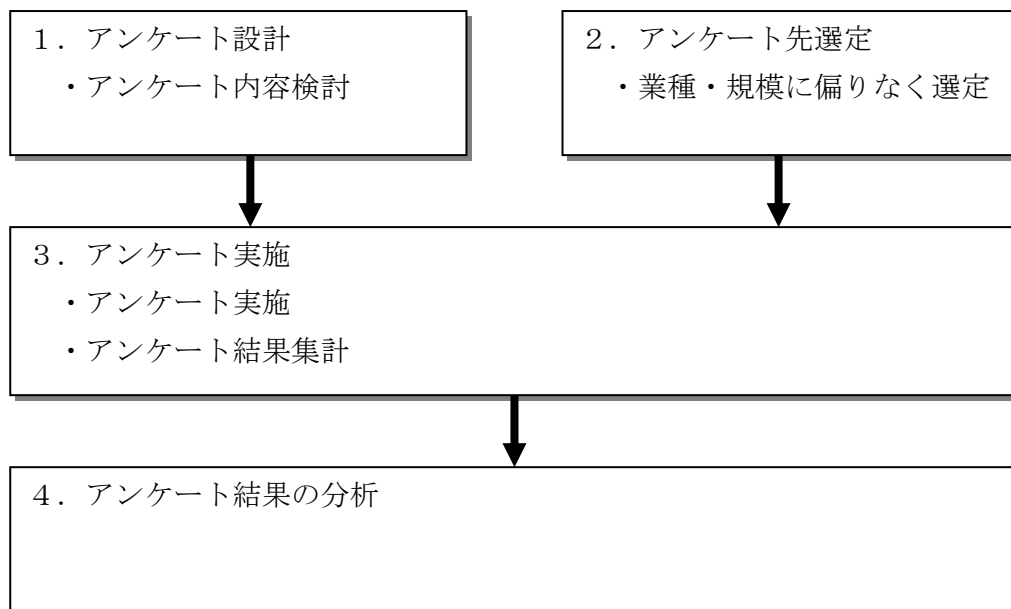 １．アンケート設計
・アンケート内容検討
２．アンケート先選定
・業種・規模に偏りなく選定
３．アンケート実施
・アンケート実施
・アンケート結果集計
４．アンケート結果の分析